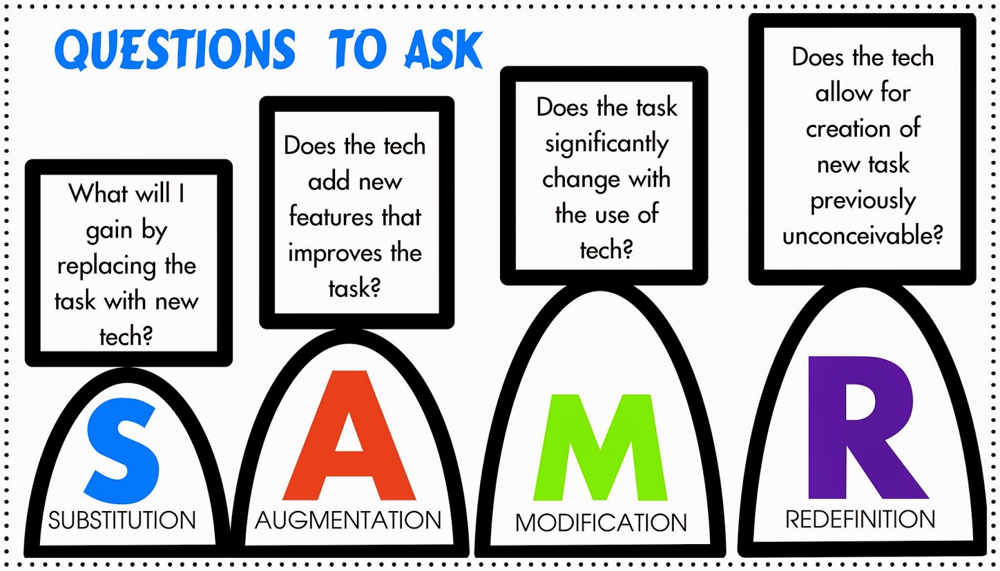 QUESTIONS TO ASK
What will I
gain by
replacing the
task with new
tech?
S
SUBSTITUTION
Does the tech
add new
features that
improves the
task?
A
AUGMENTATION
Does the task
significantly
change with
the use of
tech?
M
MODIFICATION
Does the tech
allow for
creation of
new task
previously
unconceivable?
R
REDEFINITION